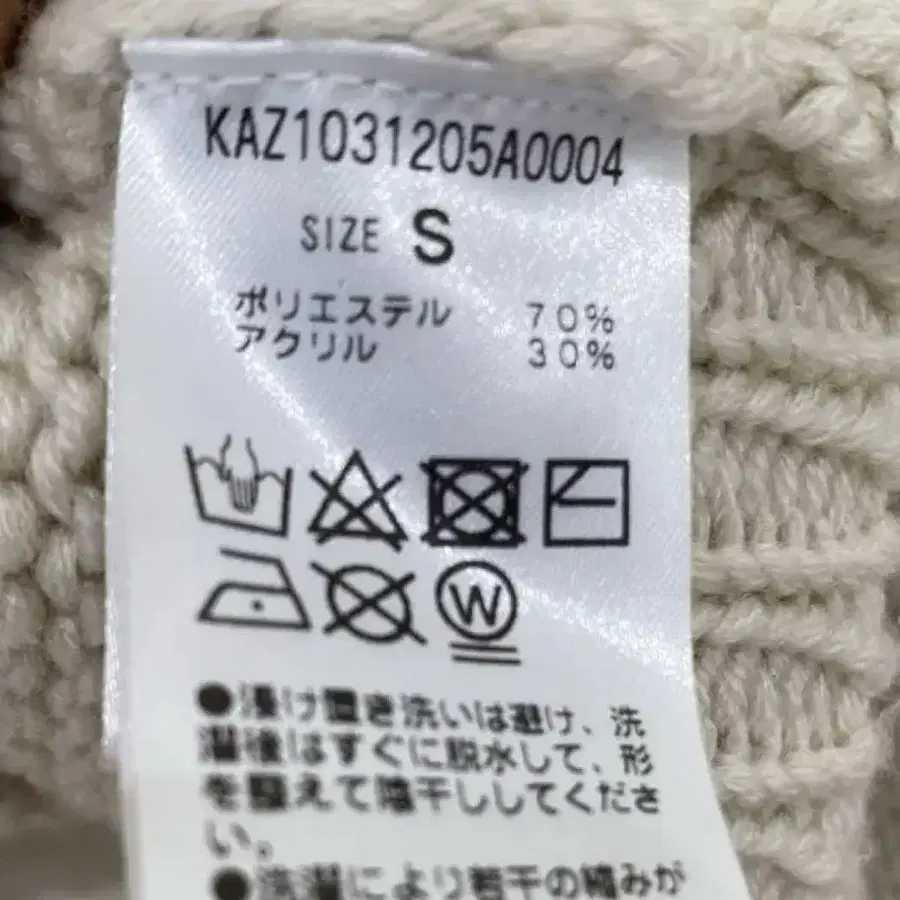 KAZ1031205A0004
SIZE S
ポリエステル 70%
アクリル 30%
W
●浸け置き洗いは避け、洗
濯後はすぐに脱水して、形
を整えて陰干ししてくださ
い。
●洗濯により若干の縮みが